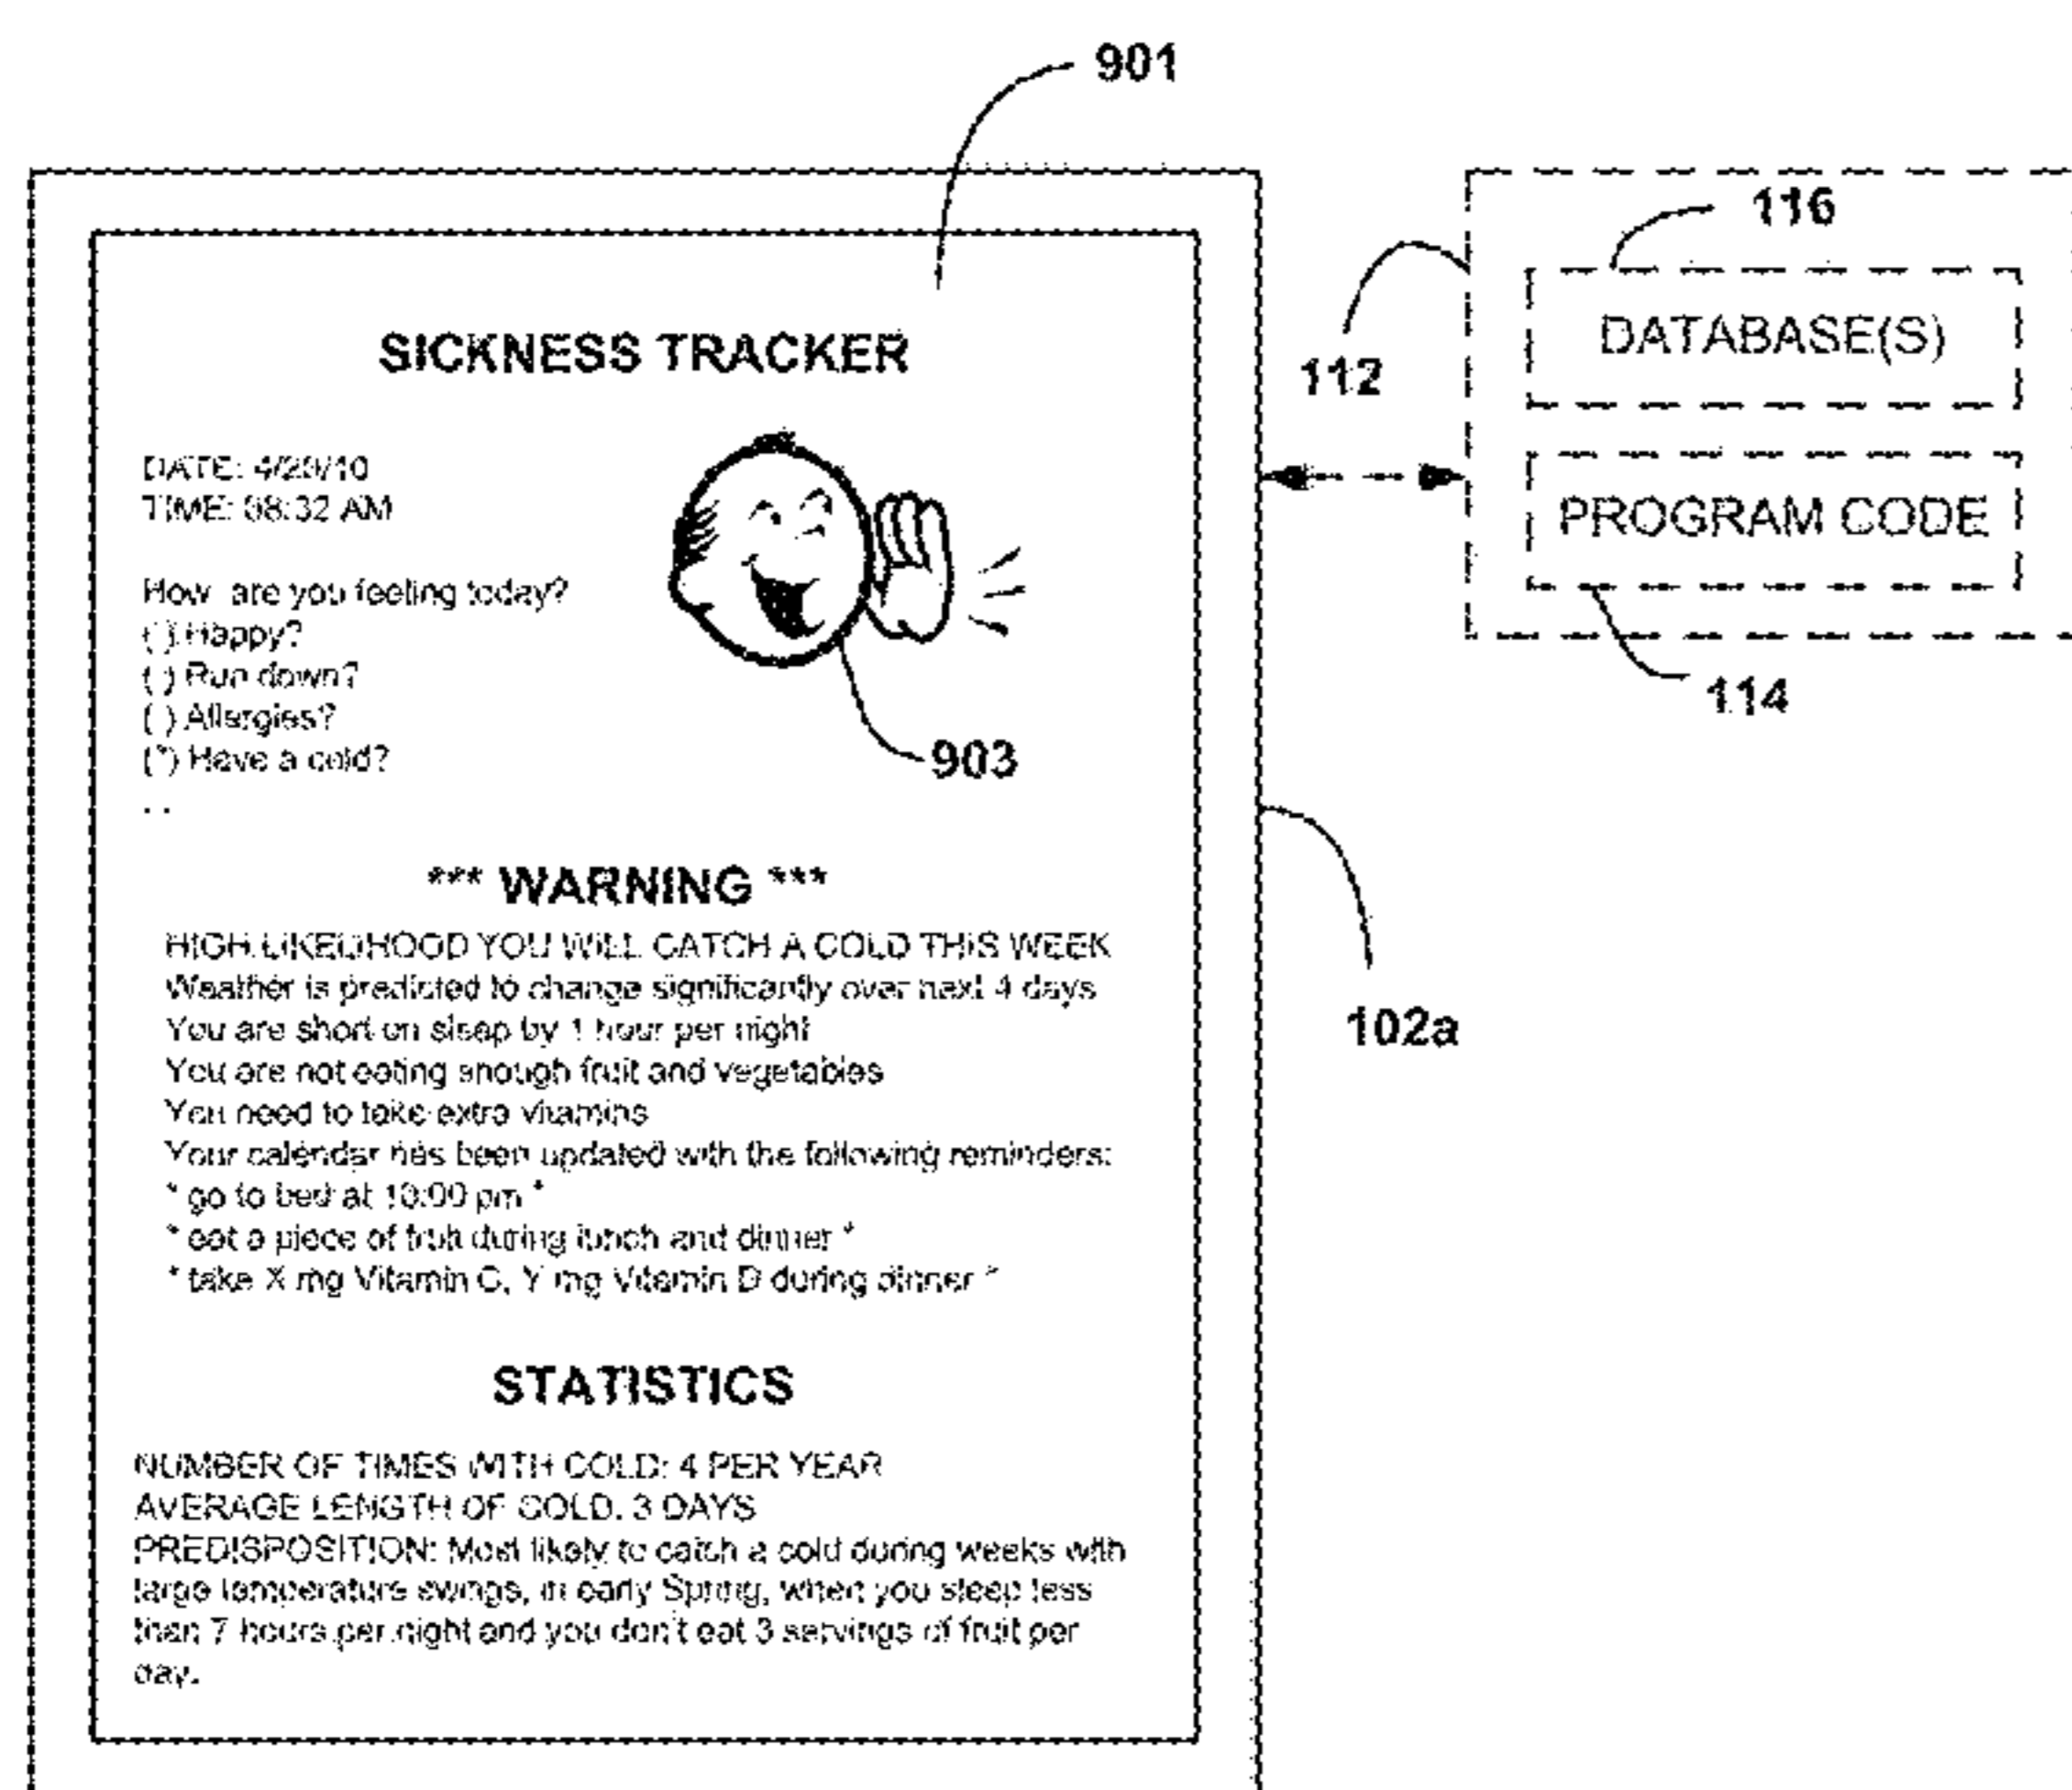 901
116
SICKNESS TRACKER
DATABASE(S)
112
DATE: 4/29/10
TIME: 08:32 AM
PROGRAM CODE
How are you feeling today?
( ) Happy?
( ) Run down?
( ) Allergies?
(*) Have a cold?
. .
114
903
*** WARNING ***
HIGH LIKELIHOOD YOU WILL CATCH A COLD THIS WEEK
Weather is predicted to change significantly over next 4 days
You are short on sleep by 1 hour per night
102a
You are not eating enough fruit and vegetables
You need to take extra vitamins
Your calendar has been updated with the following reminders:
* go to bed at 10:00 pm *
* eat a piece of fruit during lunch and dinner *
* take X mg Vitamin C, Y mg Vitamin D during dinner *
STATISTICS
NUMBER OF TIMES WITH COLD: 4 PER YEAR
AVERAGE LENGTH OF COLD: 3 DAYS
PREDISPOSITION: Most likely to catch a cold during weeks with
large temperature swings, in early Spring, when you sleep less
than 7 hours per night and you don't eat 3 servings of fruit per
day.